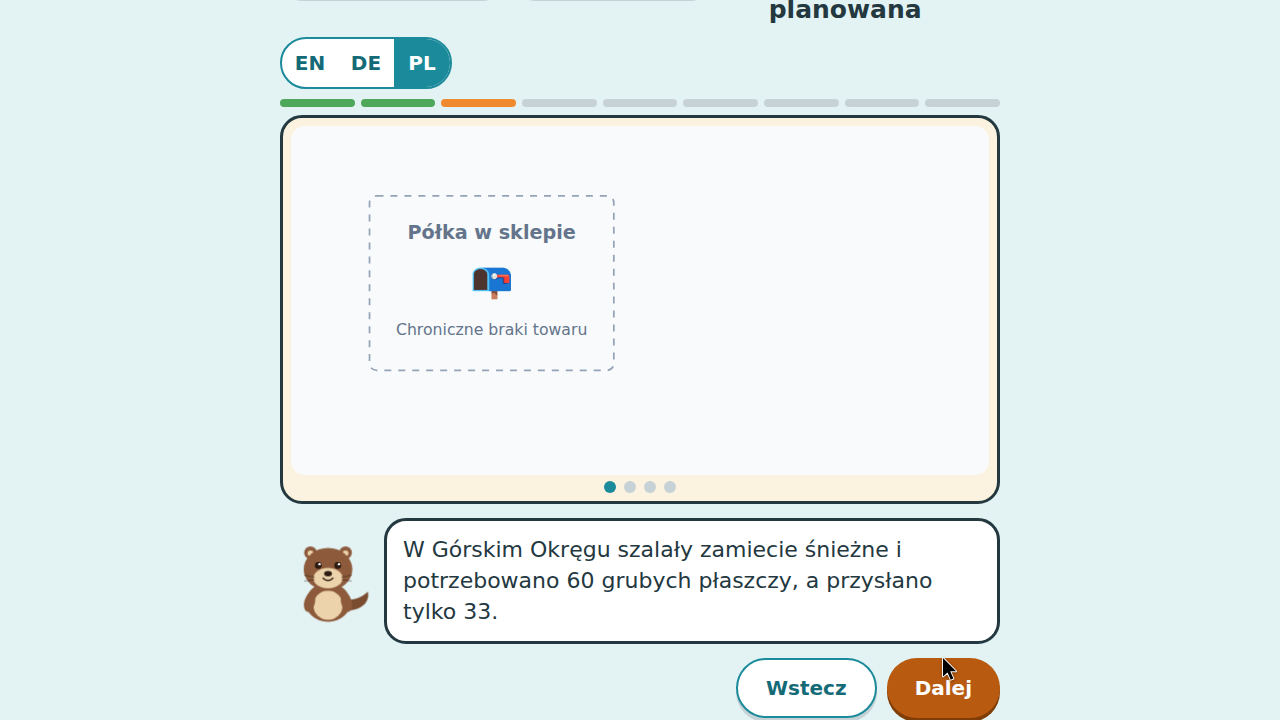 planowana
EN DE PL
Półka w sklepie
Chroniczne braki towaru
W Górskim Okręgu szalały zamiecie śnieżne i
potrzebowano 60 grubych płaszczy, a przysłano
tylko 33.
Wstecz Dalej